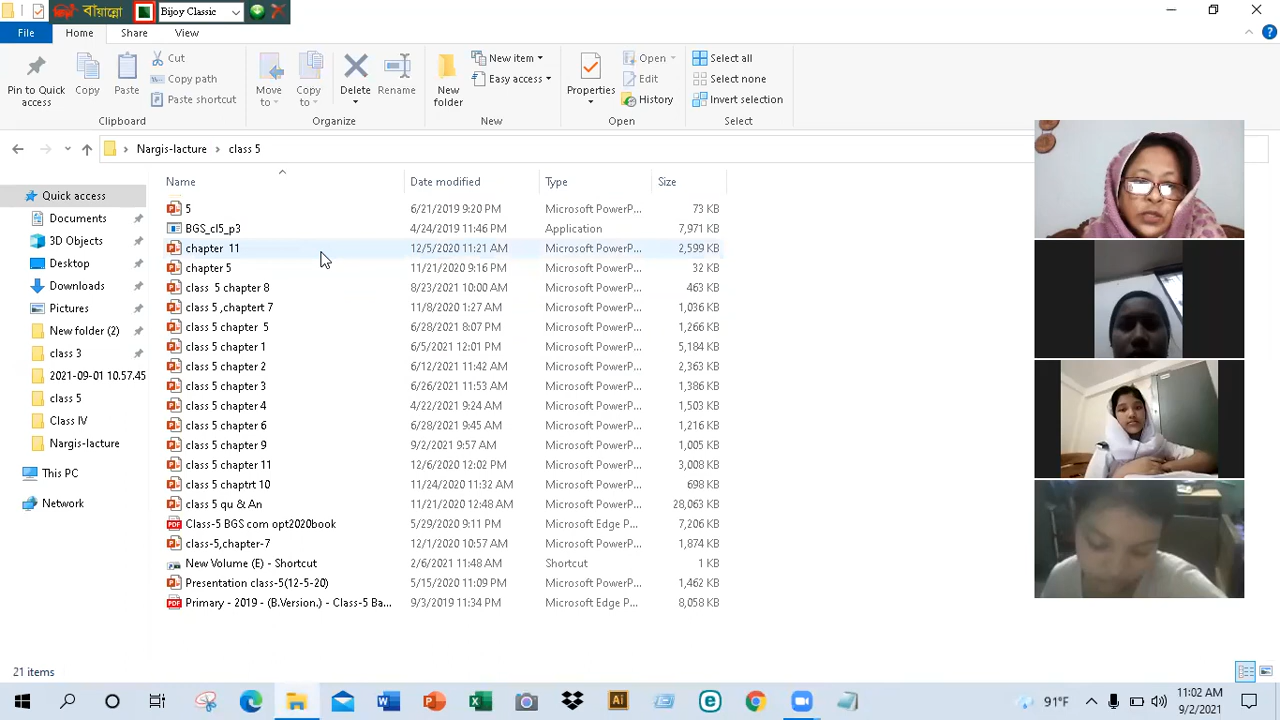 বায়ান্নো Bijoy Classic
File Home Share View
Pin to Quick access
Copy
Paste
Cut
Copy path
Paste shortcut
Clipboard
Move to
Copy to
Delete
Rename
Organize
New folder
New item
Easy access
New
Properties
Open
Edit
History
Open
Select all
Select none
Invert selection
Select
Nargis-lacture > class 5
Quick access
Documents
3D Objects
Desktop
Downloads
Pictures
New folder (2)
class 3
2021-09-01 10.57.45
class 5
Class IV
Nargis-lacture
This PC
Network
Name Date modified Type Size
5 6/21/2019 5:20 PM Microsoft PowerP... 73 KB
BGS_cl5_p3 4/24/2019 11:46 PM Application 7,971 KB
chapter 11 12/5/2020 11:21 AM Microsoft PowerP... 2,599 KB
chapter 5 11/21/2020 9:16 PM Microsoft PowerP... 32 KB
class 5 chapter 8 8/23/2021 10:00 AM Microsoft PowerP... 463 KB
class 5 ,chaptert 7 11/8/2020 1:27 AM Microsoft PowerP... 1,036 KB
class 5 chapter 5 6/28/2021 8:07 PM Microsoft PowerP... 1,266 KB
class 5 chapter 1 6/5/2021 12:01 PM Microsoft PowerP... 5,184 KB
class 5 chapter 2 6/12/2021 11:42 AM Microsoft PowerP... 2,363 KB
class 5 chapter 3 6/26/2021 11:53 AM Microsoft PowerP... 1,386 KB
class 5 chapter 4 4/22/2021 9:24 AM Microsoft PowerP... 1,503 KB
class 5 chapter 6 6/28/2021 9:45 AM Microsoft PowerP... 1,216 KB
class 5 chapter 9 9/2/2021 9:57 AM Microsoft PowerP... 1,005 KB
class 5 chapter 11 12/6/2020 12:02 PM Microsoft PowerP... 3,008 KB
class 5 chaptrt 10 11/24/2020 11:32 AM Microsoft PowerP... 698 KB
class 5 qu & An 11/21/2020 12:48 AM Microsoft PowerP... 28,063 KB
Class-5 BGS com opt2020book 5/29/2020 9:11 PM Microsoft Edge P... 7,206 KB
class-5,chapter-7 12/1/2020 10:57 AM Microsoft PowerP... 1,874 KB
New Volume (E) - Shortcut 2/6/2021 11:48 AM Shortcut 1 KB
Presentation class-5(12-5-20) 5/15/2020 11:09 PM Microsoft PowerP... 1,462 KB
Primary - 2019 - (B.Version.) - Class-5 Ba... 9/3/2019 11:34 PM Microsoft Edge P... 8,058 KB
21 items
91°F
11:02 AM
9/2/2021